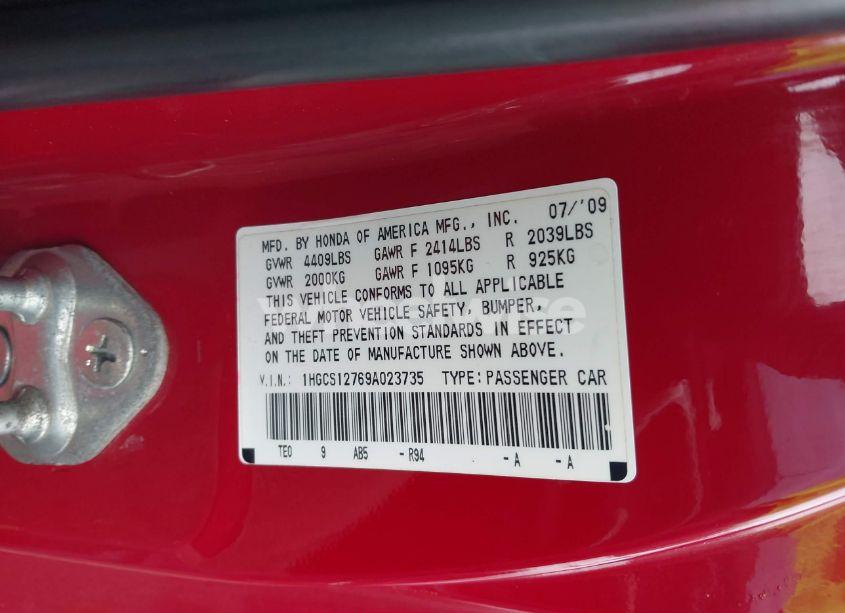 MFD. BY HONDA OF AMERICA MFG., INC. 07/'09
GVWR 4409LBS GAWR F 2414LBS R 2039LBS
GVWR 2000KG GAWR F 1095KG R 925KG
THIS VEHICLE CONFORMS TO ALL APPLICABLE
FEDERAL MOTOR VEHICLE SAFETY, BUMPER,
AND THEFT PREVENTION STANDARDS IN EFFECT
ON THE DATE OF MANUFACTURE SHOWN ABOVE.
V.I.N.: 1HGCS12769A023735 TYPE: PASSENGER CAR
TE0 9 AB5 - R94 - A - A